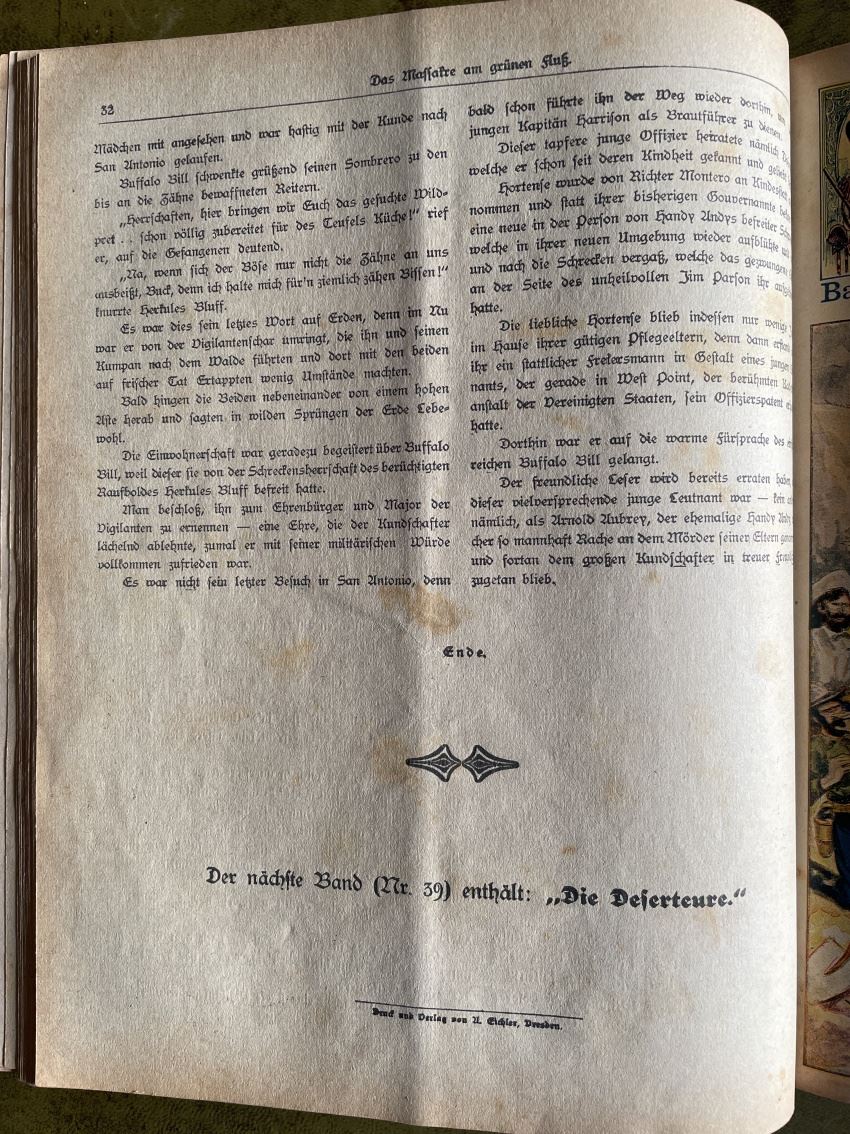 32
Das Massakre am grünen Fluß.
Mädchen mit angesehen und war hastig mit der Kunde nach
San Antonio gelaufen.
Buffalo Bill schwenkte grüßend seinen Sombrero zu den
bis an die Zähne bewaffneten Reitern.
„Herrschaften, hier bringen wir Euch das gesuchte Wild-
pret . . schon völlig zubereitet für des Teufels Küche!“ rief
er, auf die Gefangenen deutend.
„Na, wenn sich der Böse nur nicht die Zähne an uns
ausbeißt, Buck, denn ich halte mich für'n ziemlich zähen Bissen!“
knurrte Herkules Bluff.
Es war dies sein letztes Wort auf Erden, denn im Nu
war er von der Vigilantenschar umringt, die ihn und seinen
Kumpan nach dem Walde führten und dort mit den beiden
auf frischer Tat Ertappten wenig Umstände machten.
Bald hingen die Beiden nebeneinander von einem hohen
Aste herab und sagten in wilden Sprüngen der Erde Lebe-
wohl.
Die Einwohnerschaft war geradezu begeistert über Buffalo
Bill, weil dieser sie von der Schreckensherrschaft des berüchtigten
Raufboldes Herkules Bluff befreit hatte.
Man beschloß, ihn zum Ehrenbürger und Major der
Vigilanten zu ernennen — eine Ehre, die der Kundschafter
lächelnd ablehnte, zumal er mit seiner militärischen Würde
vollkommen zufrieden war.
Es war nicht sein letzter Besuch in San Antonio, denn
bald schon führte ihn der Weg wieder dorthin, um
jungen Kapitän Harrison als Brautführer zu dienen.
Dieser tapfere junge Offizier heiratete nämlich
welche er schon seit deren Kindheit gekannt und
Hortense wurde von Richter Montero an Kindesstatt
nommen und statt ihrer bisherigen Gouvernannte
eine neue in der Person von Handy Andys befreiter
welche in ihrer neuen Umgebung wieder aufblühte
und nach die Schrecken vergaß, welche das gezwungene
an der Seite des unheilvollen Jim Parson ihr
hatte.
Die liebliche Hortense blieb indessen nur wenige
im Hause ihrer gütigen Pflegeeltern, denn dann
ihr ein stattlicher Freiersmann in Gestalt eines jungen
nants, der gerade in West Point, der berühmten
anstalt der Vereinigten Staaten, sein Offizierspatent
hatte.
Dorthin war er auf die warme Fürsprache des
reichen Buffalo Bill gelangt.
Der freundliche Leser wird bereits erraten haben,
dieser vielversprechende junge Leutnant war — kein
nämlich, als Arnold Aubrey, der ehemalige Handy Andy,
cher so mannhaft Rache an dem Mörder seiner Eltern
und fortan dem großen Kundschafter in treuer
zugetan blieb.
Ende.
Der nächste Band (Nr. 39) enthält: „Die Deserteure.“
Druck und Verlag von A. Eichler, Dresden.
Ba